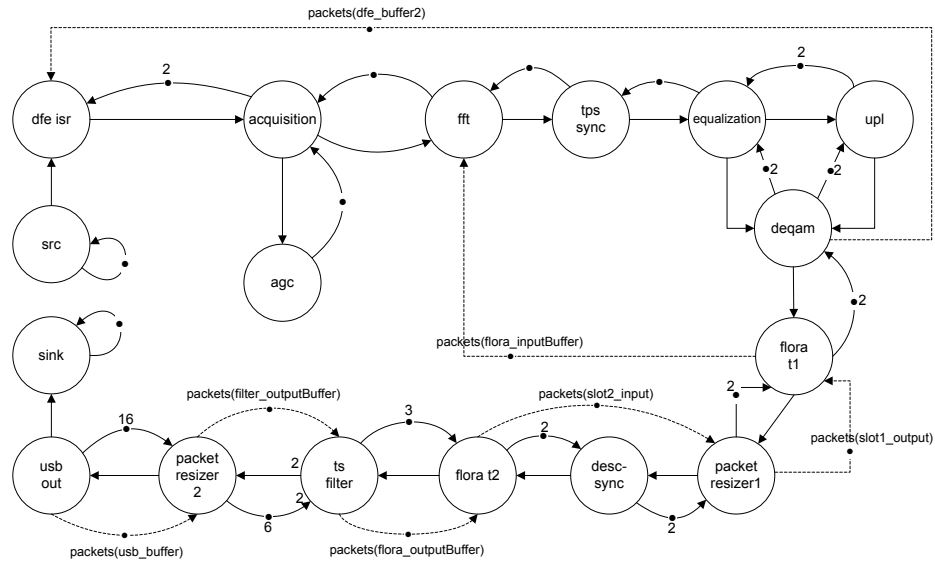 packets(dfe_buffer2)
2
2
dfe isr
acquisition
fft
tps
sync
equalization
upl
2
2
src
deqam
agc
2
packets(flora_inputBuffer)
sink
flora
t1
packets(filter_outputBuffer)
packets(slot2_input)
2
16
3
2
packets(slot1_output)
usb
out
packet
resizer
2
2
ts
filter
flora t2
desc-
sync
packet
resizer1
2
6
2
packets(usb_buffer)
packets(flora_outputBuffer)